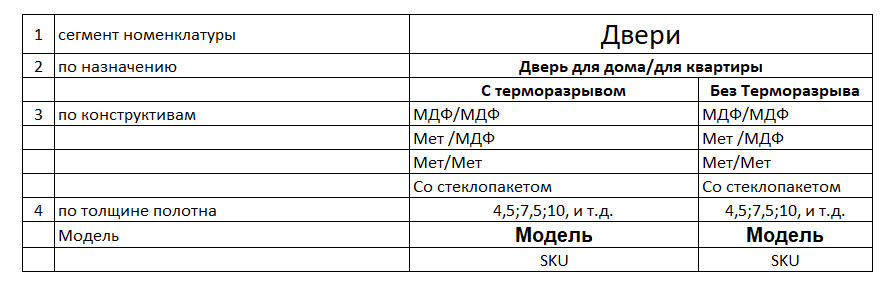 1 сегмент номенклатуры Двери
2 по назначению Дверь для дома/для квартиры
С терморазрывом Без Терморазрыва
3 по конструктивам МДФ/МДФ МДФ/МДФ
Мет /МДФ Мет /МДФ
Мет/Мет Мет/Мет
Со стеклопакетом Со стеклопакетом
4 по толщине полотна 4,5;7,5;10, и т.д. 4,5;7,5;10, и т.д.
Модель Модель Модель
SKU SKU